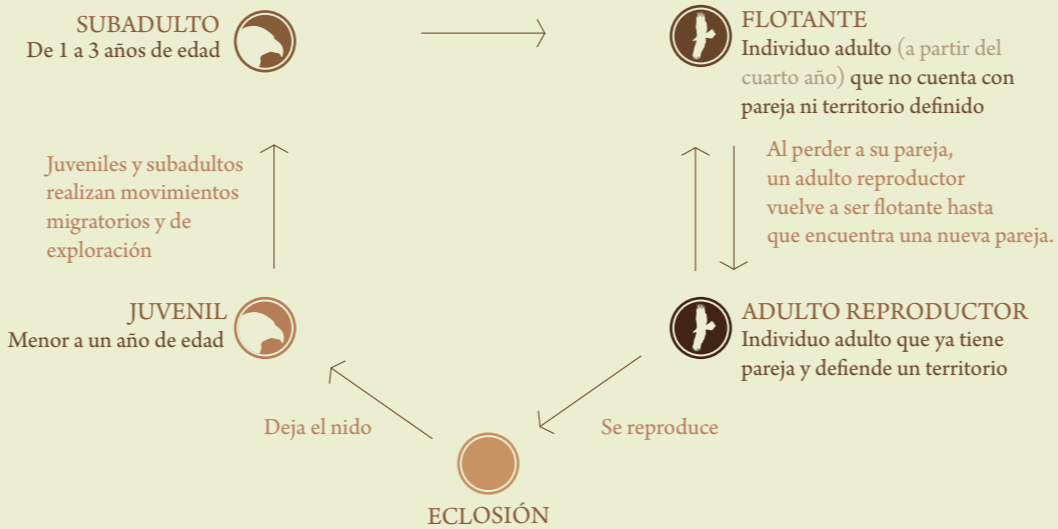 SUBADULTO
De 1 a 3 años de edad
FLOTANTE
Individuo adulto (a partir del
cuarto año) que no cuenta con
pareja ni territorio definido
Juveniles y subadultos
realizan movimientos
migratorios y de
exploración
Al perder a su pareja,
un adulto reproductor
vuelve a ser flotante hasta
que encuentra una nueva pareja.
JUVENIL
Menor a un año de edad
ADULTO REPRODUCTOR
Individuo adulto que ya tiene
pareja y defiende un territorio
Deja el nido
Se reproduce
ECLOSIÓN